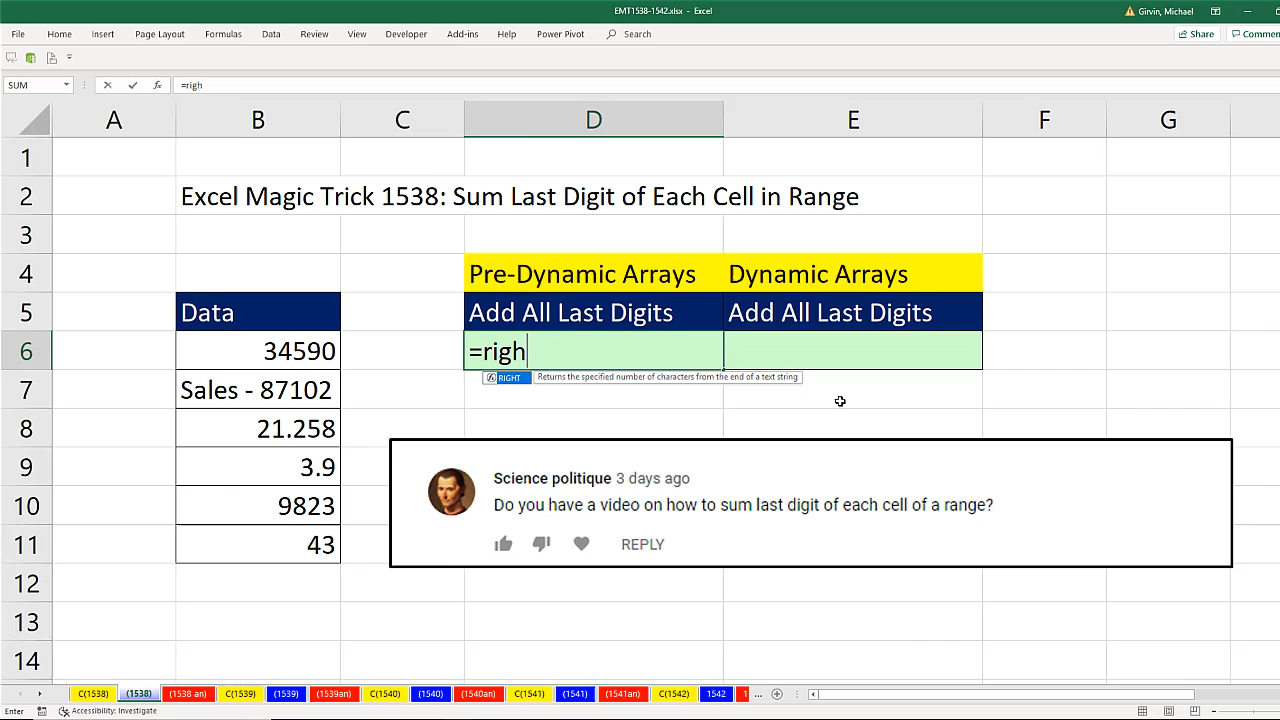 EMT1538-1542.xlsx - Excel
Girvin, Michael
File Home Insert Page Layout Formulas Data Review View Developer Add-ins Help Power Pivot Search
Share
Commen
SUM
=righ
A B C D E F G
1
2 Excel Magic Trick 1538: Sum Last Digit of Each Cell in Range
3
4 Pre-Dynamic Arrays Dynamic Arrays
5 Data Add All Last Digits Add All Last Digits
6 34590 =righ
RIGHT Returns the specified number of characters from the end of a text string
7 Sales - 87102
8 21.258
9 3.9
Science politique 3 days ago
10 9823
Do you have a video on how to sum last digit of each cell of a range?
11 43
REPLY
12
13
14
C(1538) (1538) (1538 an) C(1539) (1539) (1539an) C(1540) (1540) (1540an) C(1541) (1541) (1541an) C(1542) 1542 1 ...
Enter
Accessibility: Investigate